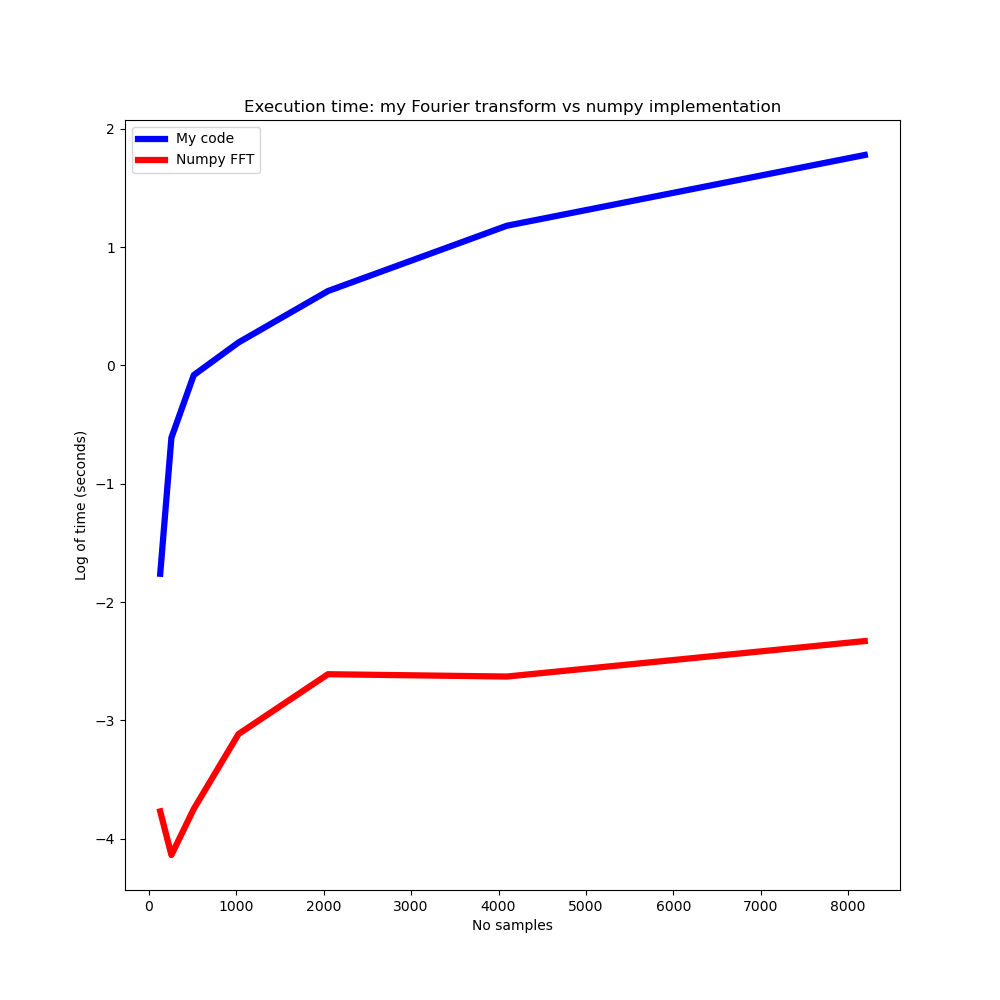 Execution time: my Fourier transform vs numpy implementation
My code
Numpy FFT
2
1
0
−1
−2
−3
−4
Log of time (seconds)
0 1000 2000 3000 4000 5000 6000 7000 8000
No samples